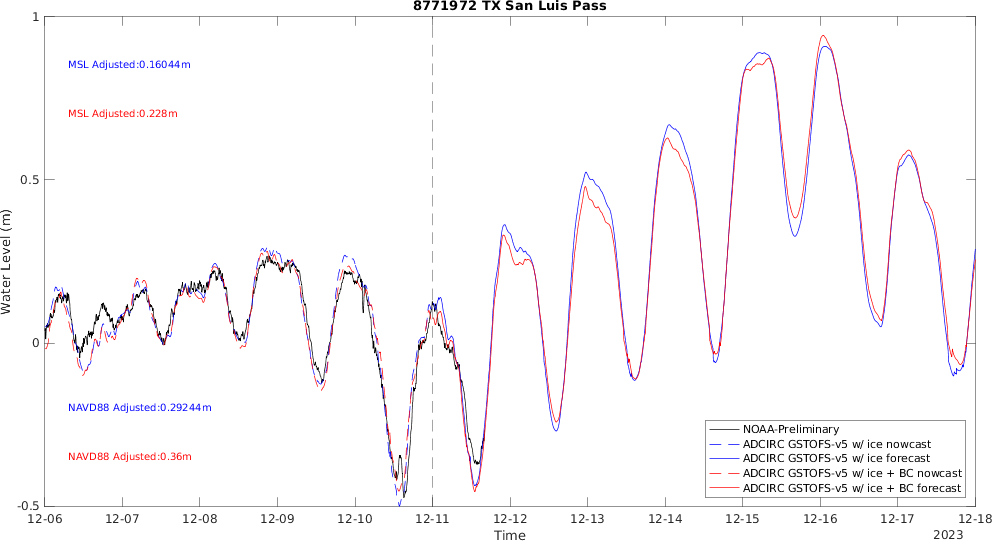 8771972 TX San Luis Pass
1
0.5
0
-0.5
Water Level (m)
MSL Adjusted:0.16044m
MSL Adjusted:0.228m
NAVD88 Adjusted:0.29244m
NAVD88 Adjusted:0.36m
NOAA-Preliminary
ADCIRC GSTOFS-v5 w/ ice nowcast
ADCIRC GSTOFS-v5 w/ ice forecast
ADCIRC GSTOFS-v5 w/ ice + BC nowcast
ADCIRC GSTOFS-v5 w/ ice + BC forecast
12-06 12-07 12-08 12-09 12-10 12-11 12-12 12-13 12-14 12-15 12-16 12-17 12-18
Time
2023